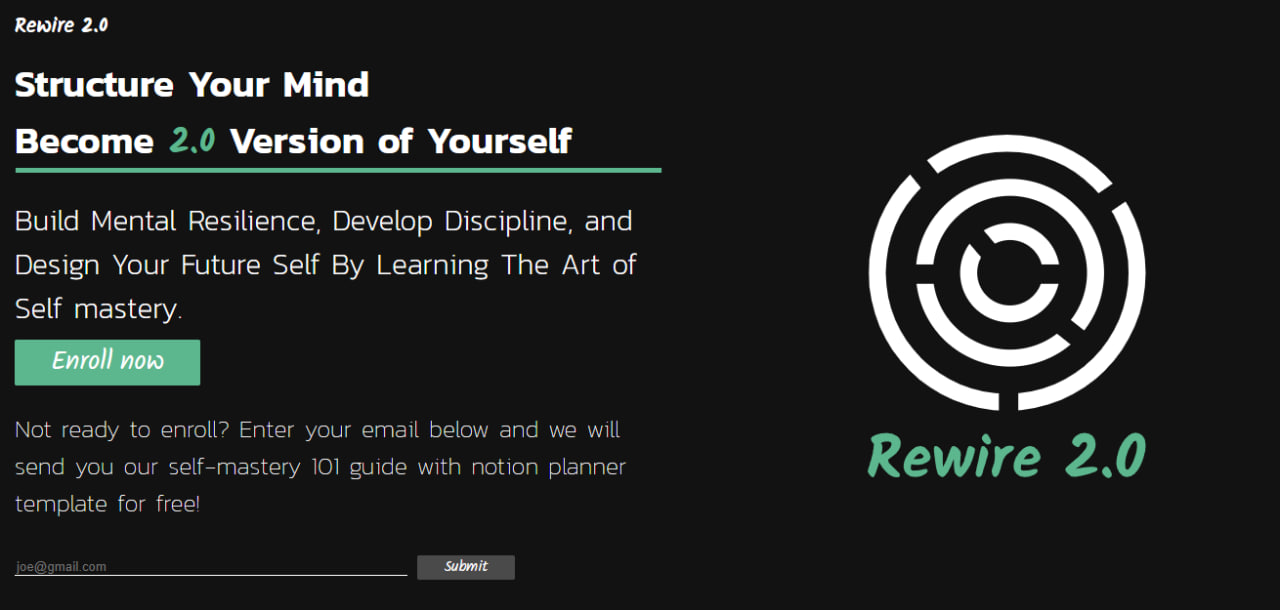 Rewire 2.0
Structure Your Mind
Become 2.0 Version of Yourself
Build Mental Resilience, Develop Discipline, and
Design Your Future Self By Learning The Art of
Self mastery.
Enroll now
Not ready to enroll? Enter your email below and we will
send you our self-mastery 101 guide with notion planner
template for free!
joe@gmail.com
Submit
Rewire 2.0